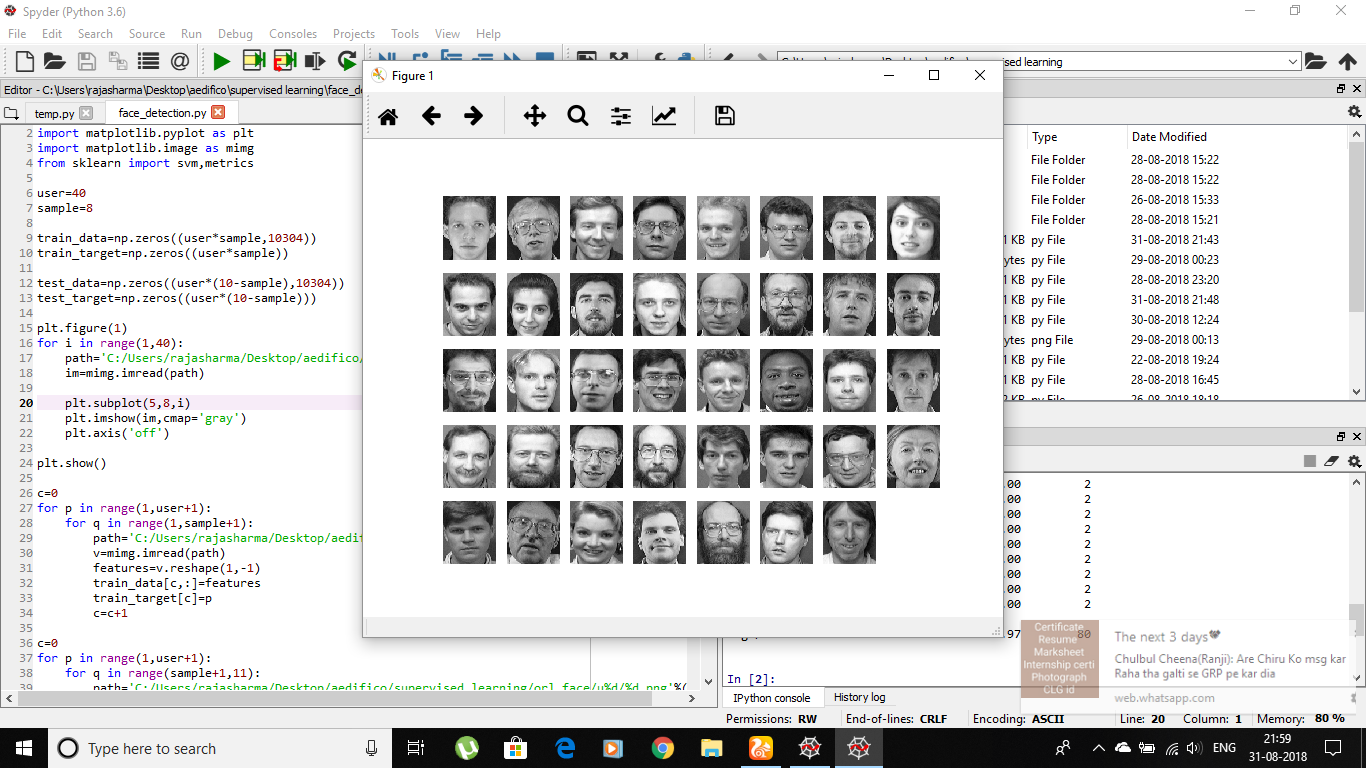 Spyder (Python 3.6)
File Edit Search Source Run Debug Consoles Projects Tools View Help
Editor - C:\Users\rajasharma\Desktop\aedifico\supervised learning\face_d
temp.py
face_detection.py
2 import matplotlib.pyplot as plt
3 import matplotlib.image as mimg
4 from sklearn import svm,metrics
5
6 user=40
7 sample=8
8
9 train_data=np.zeros((user*sample,10304))
10 train_target=np.zeros((user*sample))
11
12 test_data=np.zeros((user*(10-sample),10304))
13 test_target=np.zeros((user*(10-sample)))
14
15 plt.figure(1)
16 for i in range(1,40):
17 path='C:/Users/rajasharma/Desktop/aedifico/
18 im=mimg.imread(path)
19
20 plt.subplot(5,8,i)
21 plt.imshow(im,cmap='gray')
22 plt.axis('off')
23
24 plt.show()
25
26 c=0
27 for p in range(1,user+1):
28 for q in range(1,sample+1):
29 path='C:/Users/rajasharma/Desktop/aedif
30 v=mimg.imread(path)
31 features=v.reshape(1,-1)
32 train_data[c,:]=features
33 train_target[c]=p
34 c=c+1
35
36 c=0
37 for p in range(1,user+1):
38 for q in range(sample+1,11):
39 path='C:/Users/rajasharma/Desktop/aedifico/supervised learning/orl_face/u%d/%d.png'%(
Figure 1
ervised learning
Type Date Modified
File Folder 28-08-2018 15:22
File Folder 28-08-2018 15:22
File Folder 26-08-2018 15:33
File Folder 28-08-2018 15:21
1 KB py File 31-08-2018 21:43
ytes py File 29-08-2018 00:23
1 KB py File 28-08-2018 23:20
1 KB py File 31-08-2018 21:48
1 KB py File 30-08-2018 12:24
ytes png File 29-08-2018 00:13
1 KB py File 22-08-2018 19:24
1 KB py File 28-08-2018 16:45
2 KB py File 26-08-2018 18:18
.00 2
.00 2
.00 2
.00 2
.00 2
.00 2
.00 2
.00 2
.00 2
.97 80
In [2]:
IPython console History log
Certificate
Resume
Marksheet
Internship certi
Photograph
CLG id
The next 3 days
Chulbul Cheena(Ranji): Are Chiru Ko msg kar
Raha tha galti se GRP pe kar dia
web.whatsapp.com
Permissions: RW End-of-lines: CRLF Encoding: ASCII Line: 20 Column: 1 Memory: 80 %
Type here to search
ENG
21:59
31-08-2018